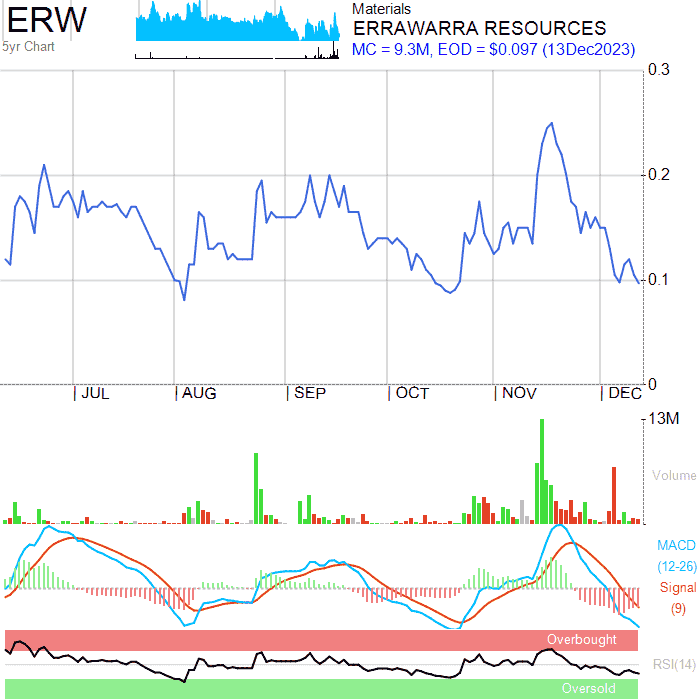 ERW
5yr Chart
Materials
ERRAWARRA RESOURCES
MC = 9.3M, EOD = $0.097 (13Dec2023)
0.3
0.2
0.1
0
JUL AUG SEP OCT NOV DEC
13M
Volume
MACD
(12-26)
Signal
(9)
Overbought
RSI(14)
Oversold